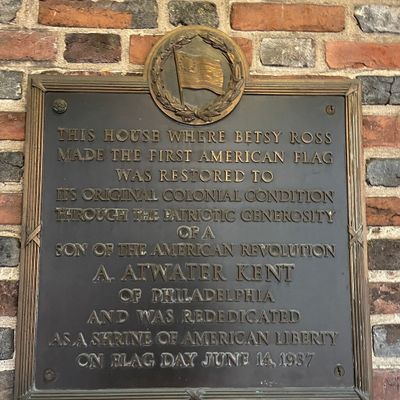 THIS HOUSE WHERE BETSY ROSS
MADE THE FIRST AMERICAN FLAG
WAS RESTORED TO
ITS ORIGINAL COLONIAL CONDITION
THROUGH THE PATRIOTIC GENEROSITY
OF A
SON OF THE AMERICAN REVOLUTION
A. ATWATER KENT
OF PHILADELPHIA
AND WAS REDEDICATED
AS A SHRINE OF AMERICAN LIBERTY
ON FLAG DAY JUNE 14, 1937